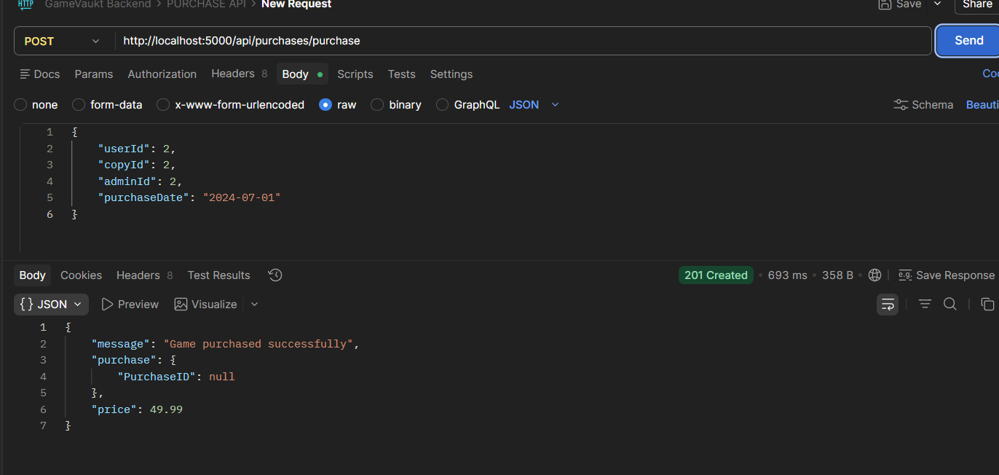 HTTP GameVaukt Backend > PURCHASE API > New Request Save Share
POST http://localhost:5000/api/purchases/purchase Send
Docs Params Authorization Headers 8 Body Scripts Tests Settings
none form-data x-www-form-urlencoded raw binary GraphQL JSON Schema Beauti
1 {
2 "userId": 2,
3 "copyId": 2,
4 "adminId": 2,
5 "purchaseDate": "2024-07-01"
6 }
Body Cookies Headers 8 Test Results 201 Created • 693 ms • 358 B • e.g. Save Response
{} JSON Preview Visualize
1 {
2 "message": "Game purchased successfully",
3 "purchase": {
4 "PurchaseID": null
5 },
6 "price": 49.99
7 }